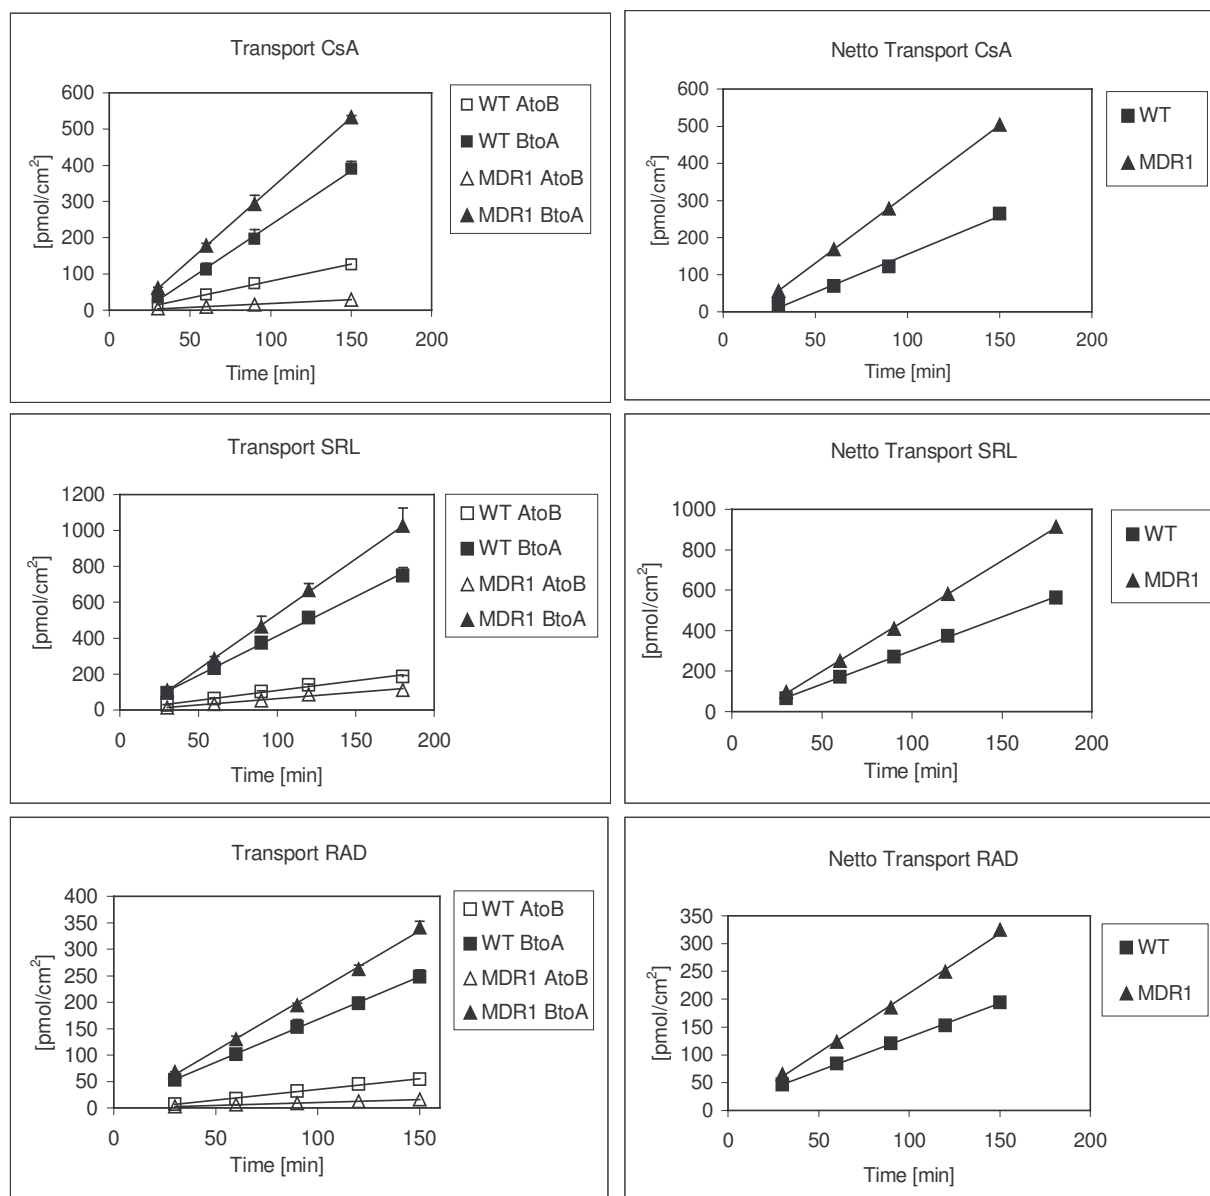 Transport CsA
600
500
400
300
200
100
0
0 50 100 150 200
[pmol/cm²]
Time [min]
WT AtoB
WT BtoA
MDR1 AtoB
MDR1 BtoA
Netto Transport CsA
600
500
400
300
200
100
0
0 50 100 150 200
[pmol/cm²]
Time [min]
WT
MDR1
Transport SRL
1200
1000
800
600
400
200
0
0 50 100 150 200
[pmol/cm²]
Time [min]
WT AtoB
WT BtoA
MDR1 AtoB
MDR1 BtoA
Netto Transport SRL
1000
800
600
400
200
0
0 50 100 150 200
[pmol/cm²]
Time [min]
WT
MDR1
Transport RAD
400
350
300
250
200
150
100
50
0
0 50 100 150
[pmol/cm²]
Time [min]
WT AtoB
WT BtoA
MDR1 AtoB
MDR1 BtoA
Netto Transport RAD
350
300
250
200
150
100
50
0
0 50 100 150 200
[pmol/cm²]
Time [min]
WT
MDR1